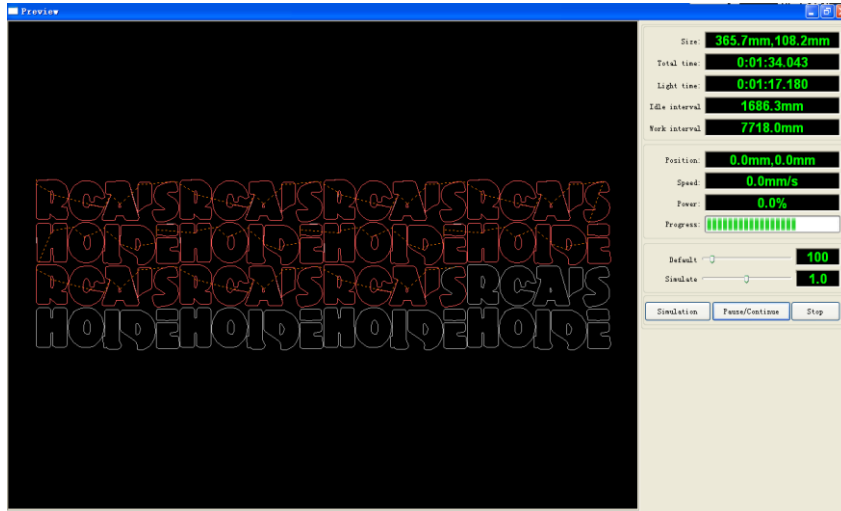 Preview
Size: 365.7mm,108.2mm
Total time: 0:01:34.043
Light time: 0:01:17.180
Idle interval 1686.3mm
Work interval 7718.0mm
Position: 0.0mm,0.0mm
Speed: 0.0mm/s
Power: 0.0%
Progress:
Default 100
Simulate 1.0
Simulation Pause/Continue Stop
RCA'SRCA'SRCA'SRCA'S
HOIDEHOIDEHOIDEHOIDE
RCA'SRCA'SRCA'SRCA'S
HOIDEHOIDEHOIDEHOIDE